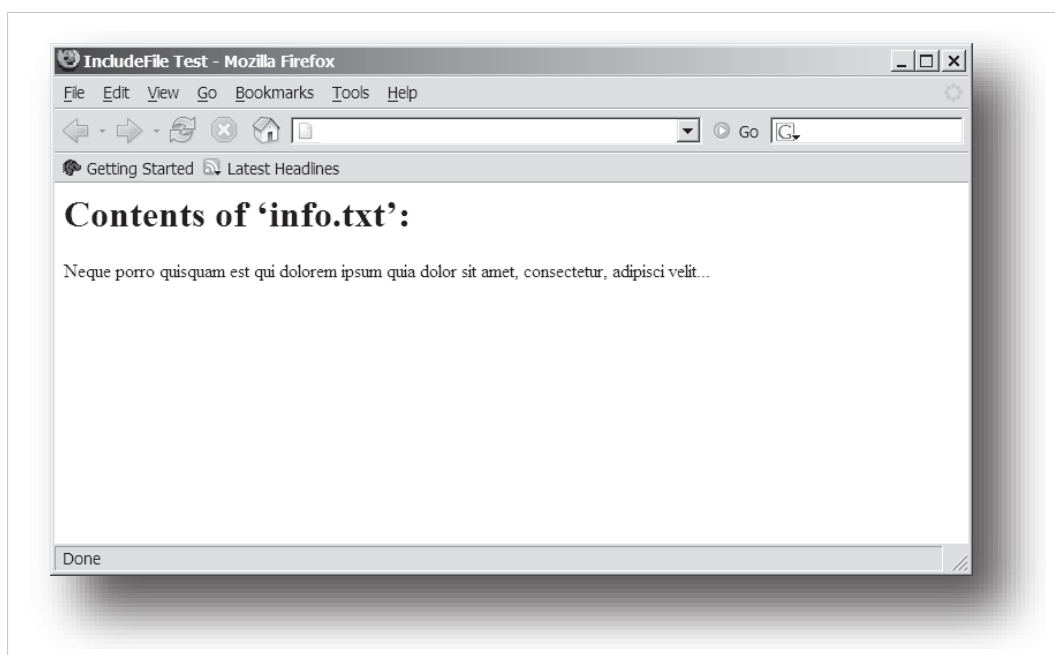 IncludeFile Test - Mozilla Firefox
File Edit View Go Bookmarks Tools Help
Go G
Getting Started Latest Headlines
Contents of ‘info.txt’:
Neque porro quisquam est qui dolorem ipsum quia dolor sit amet, consectetur, adipisci velit...
Done